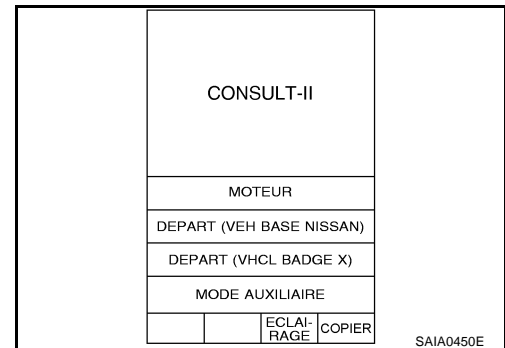 CONSULT-II
MOTEUR
DEPART (VEH BASE NISSAN)
DEPART (VHCL BADGE X)
MODE AUXILIAIRE
ECLAI-
RAGE
COPIER
SAIA0450E